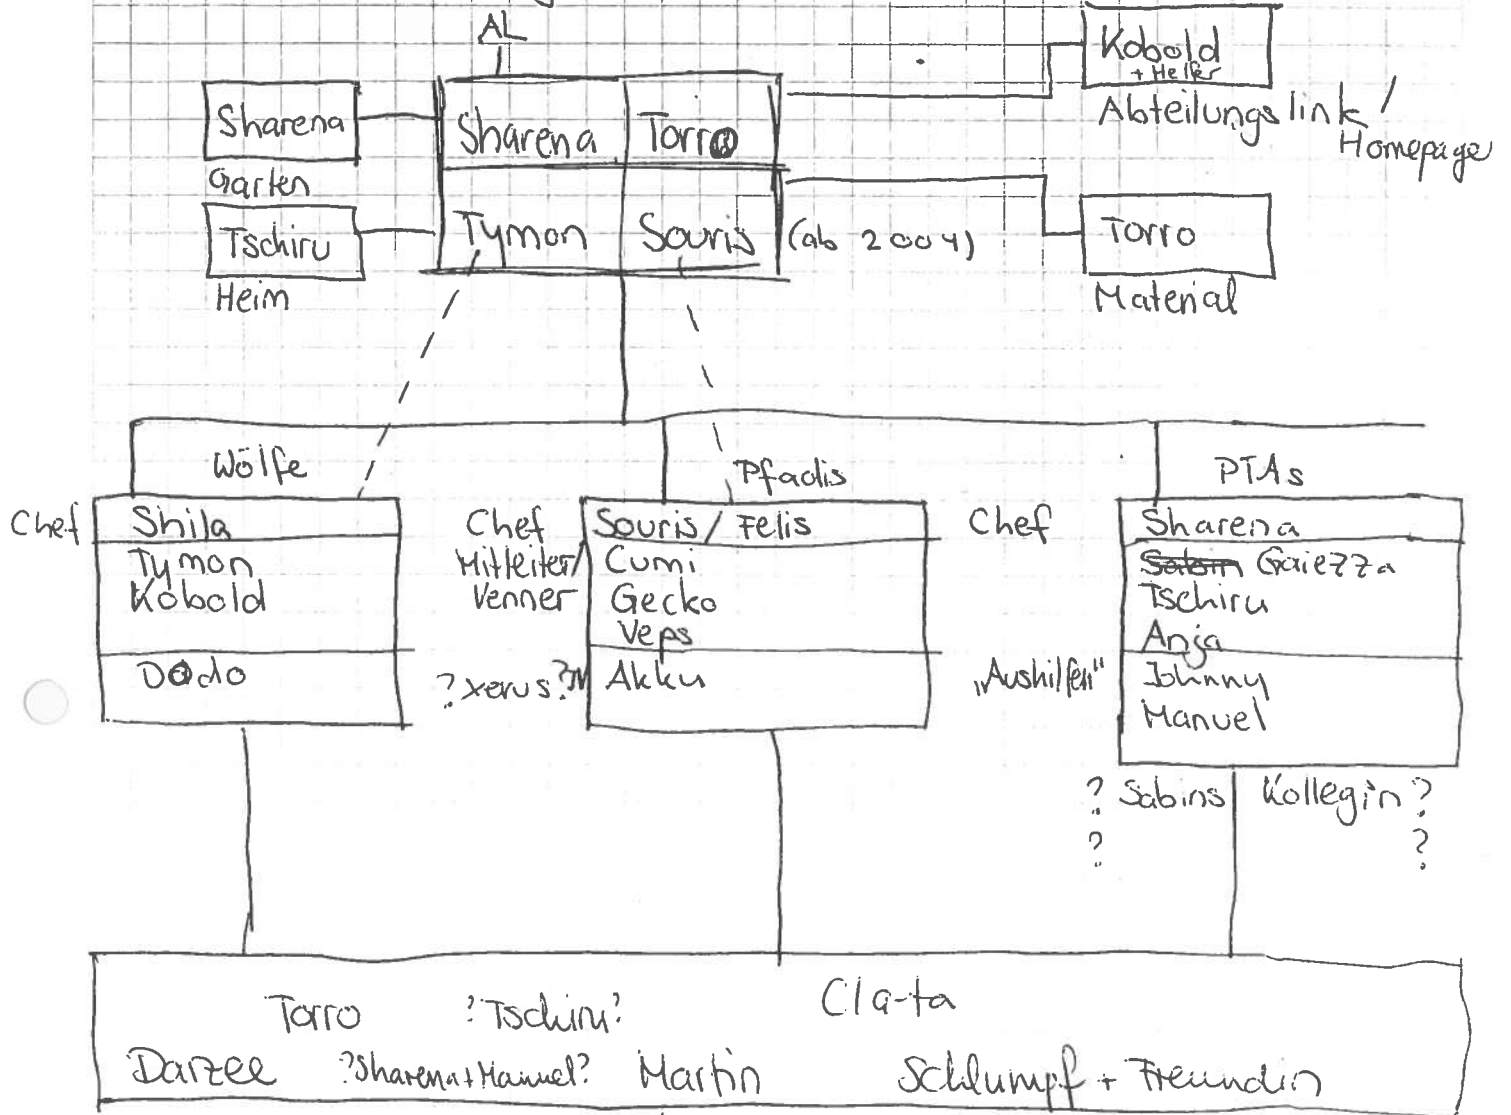 AL
Kobold
+ Helfer
Abteilungslink /
Homepage
Sharena
Garten
Sharena Torro
Tschiru
Heim
Tymon Souris (ab 2004)
Torro
Material
Wölfe
Chef Shila
Tymon
Kobold
Dodo
Pfadis
Chef Souris / Felis
Mitleiter/ Cumi
Venner Gecko
Veps
?Xerus? Akku
PTAs
Chef Sharena
Sabin Gaiezza
Tschiru
Anja
„Aushilfen" Johnny
Manuel
? Sabins Kollegin ?
? ?
Torro ?Tschiru? Cla-ta
Darzee ?Sharena+Manuel? Martin Schlumpf + Freundin